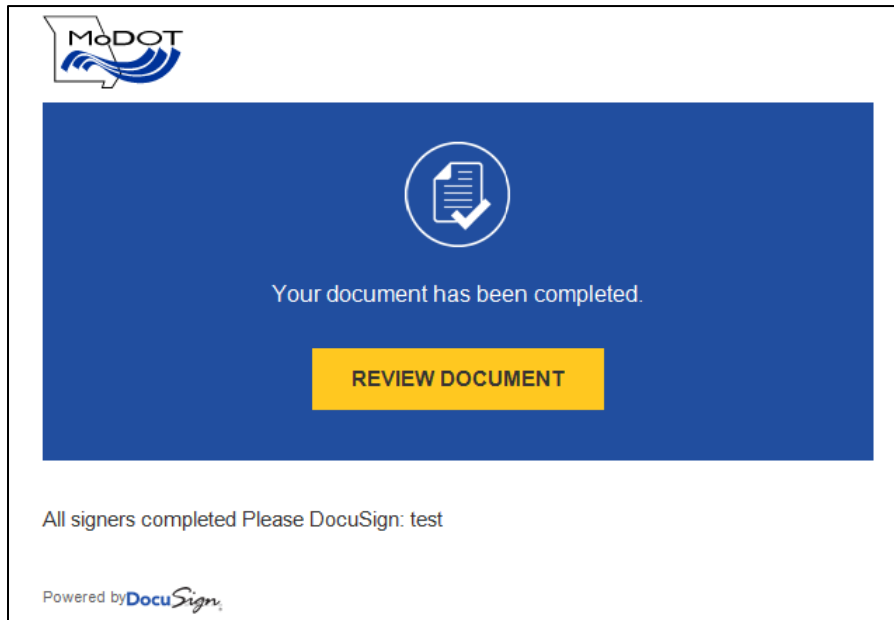 MoDOT
Your document has been completed.
REVIEW DOCUMENT
All signers completed Please DocuSign: test
Powered by DocuSign